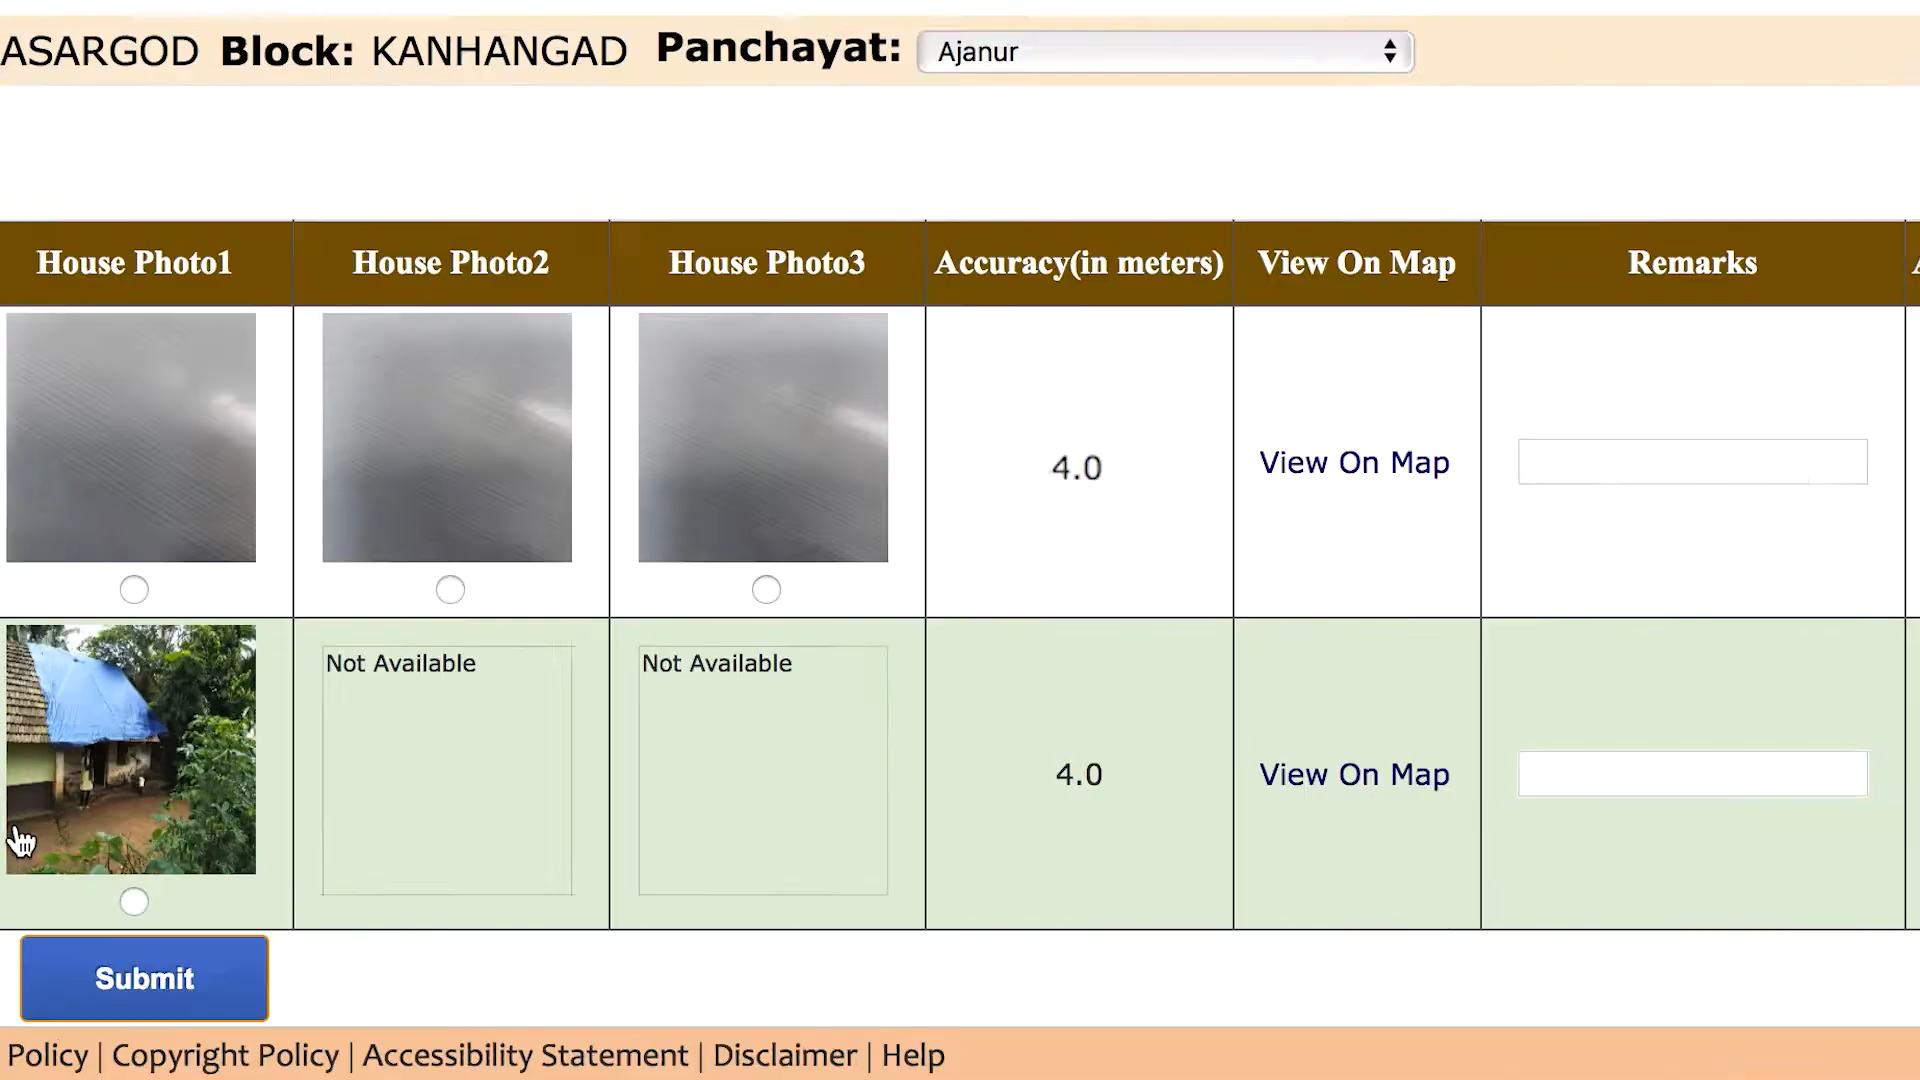 ASARGOD Block: KANHANGAD Panchayat: Ajanur
House Photo1 House Photo2 House Photo3 Accuracy(in meters) View On Map Remarks
4.0 View On Map
Not Available Not Available
4.0 View On Map
Submit
Policy | Copyright Policy | Accessibility Statement | Disclaimer | Help